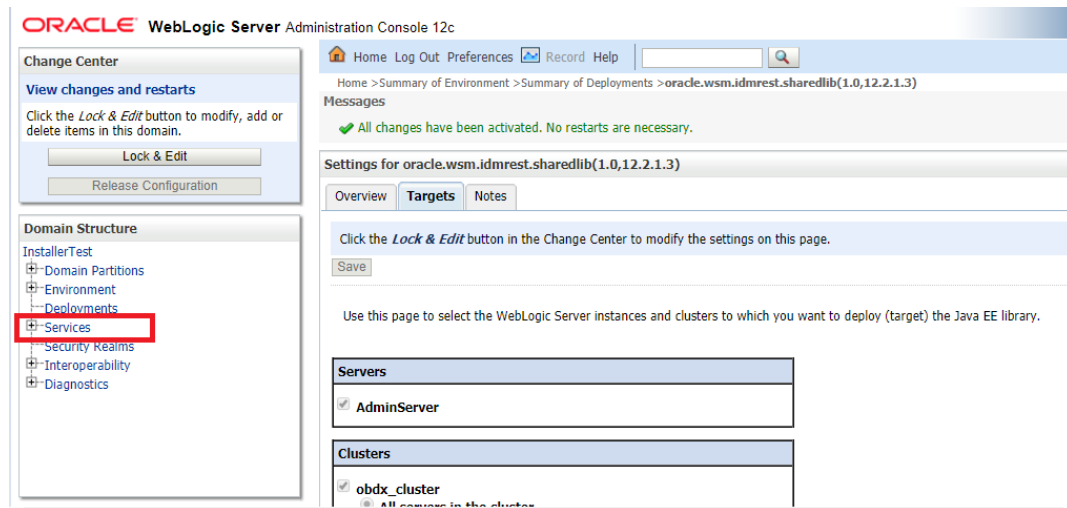 ORACLE WebLogic Server Administration Console 12c
Change Center
View changes and restarts
Click the Lock & Edit button to modify, add or
delete items in this domain.
Lock & Edit
Release Configuration
Domain Structure
InstallerTest
Domain Partitions
Environment
Deployments
Services
Security Realms
Interoperability
Diagnostics
Home Log Out Preferences Record Help
Home >Summary of Environment >Summary of Deployments >oracle.wsm.idmrest.sharedlib(1.0,12.2.1.3)
Messages
All changes have been activated. No restarts are necessary.
Settings for oracle.wsm.idmrest.sharedlib(1.0,12.2.1.3)
Overview Targets Notes
Click the Lock & Edit button in the Change Center to modify the settings on this page.
Save
Use this page to select the WebLogic Server instances and clusters to which you want to deploy (target) the Java EE library.
Servers
AdminServer
Clusters
obdx_cluster
All servers in the cluster